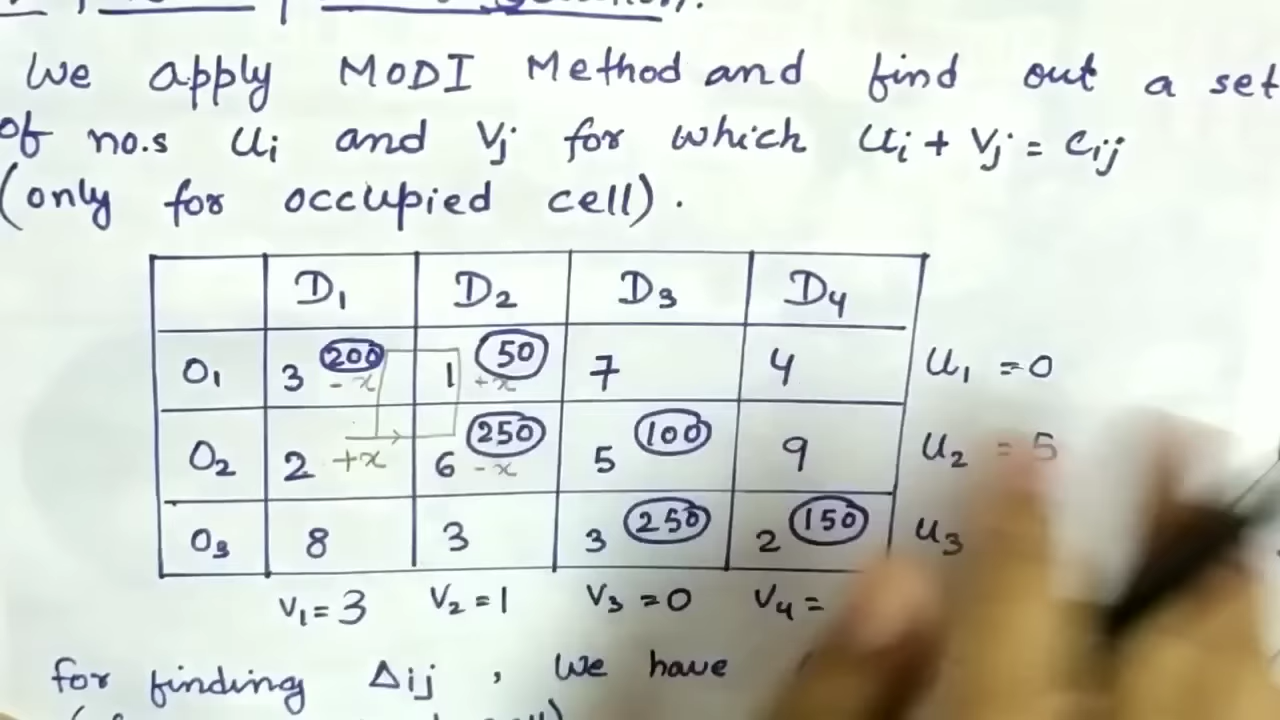 We apply MODI Method and find out a set
of no.s ui and vj for which ui + vj = cij
(only for occupied cell).
D1 D2 D3 D4
O1 3 200 -x 1 50 +x 7 4 u1 = 0
O2 2 +x 6 250 -x 5 100 9 u2 = 5
O3 8 3 3 250 2 150 u3
v1 = 3 v2 = 1 v3 = 0 v4 =
for finding Δij , We have